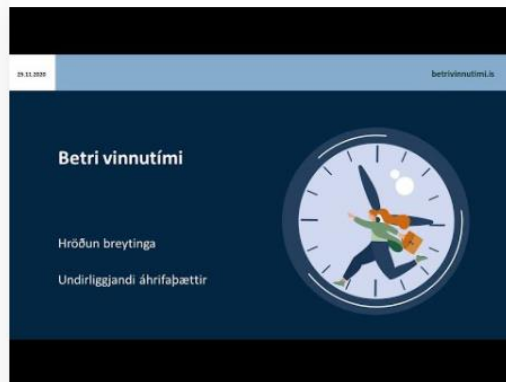 29.11.2020
betrivinnutimi.is
Betri vinnutími
Hröðun breytinga
Undirliggjandi áhrifaþættir